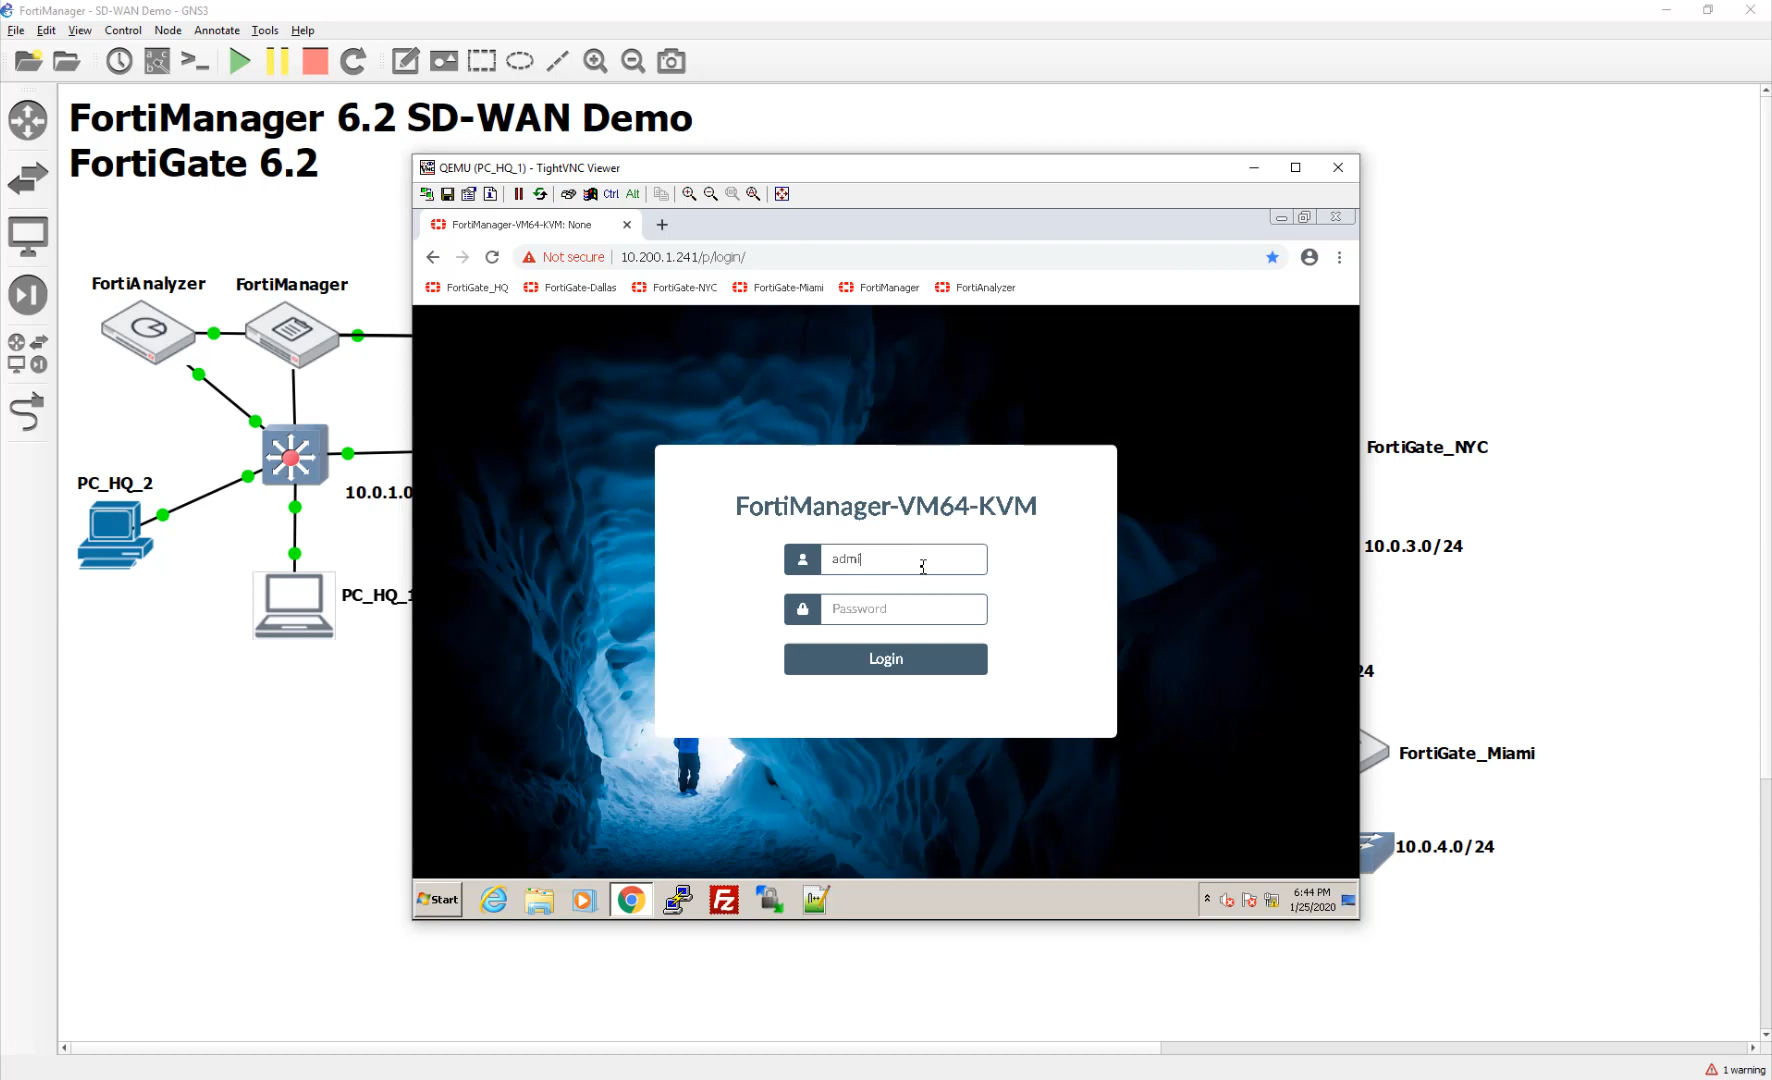 FortiManager - SD-WAN Demo - GNS3
File Edit View Control Node Annotate Tools Help
FortiManager 6.2 SD-WAN Demo
FortiGate 6.2
QEMU (PC_HQ_1) - TightVNC Viewer
Ctrl Alt
FortiManager-VM64-KVM: None
Not secure 10.200.1.241/p/login/
FortiGate_HQ FortiGate-Dallas FortiGate-NYC FortiGate-Miami FortiManager FortiAnalyzer
FortiAnalyzer FortiManager
FortiGate_NYC
PC_HQ_2
10.0.1.0
FortiManager-VM64-KVM
admi
10.0.3.0/24
PC_HQ_1
Password
Login
24
FortiGate_Miami
10.0.4.0/24
Start
6:44 PM
1/25/2020
1 warning